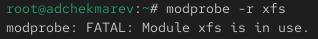 root@adchekmarev:~# modprobe -r xfs
modprobe: FATAL: Module xfs is in use.